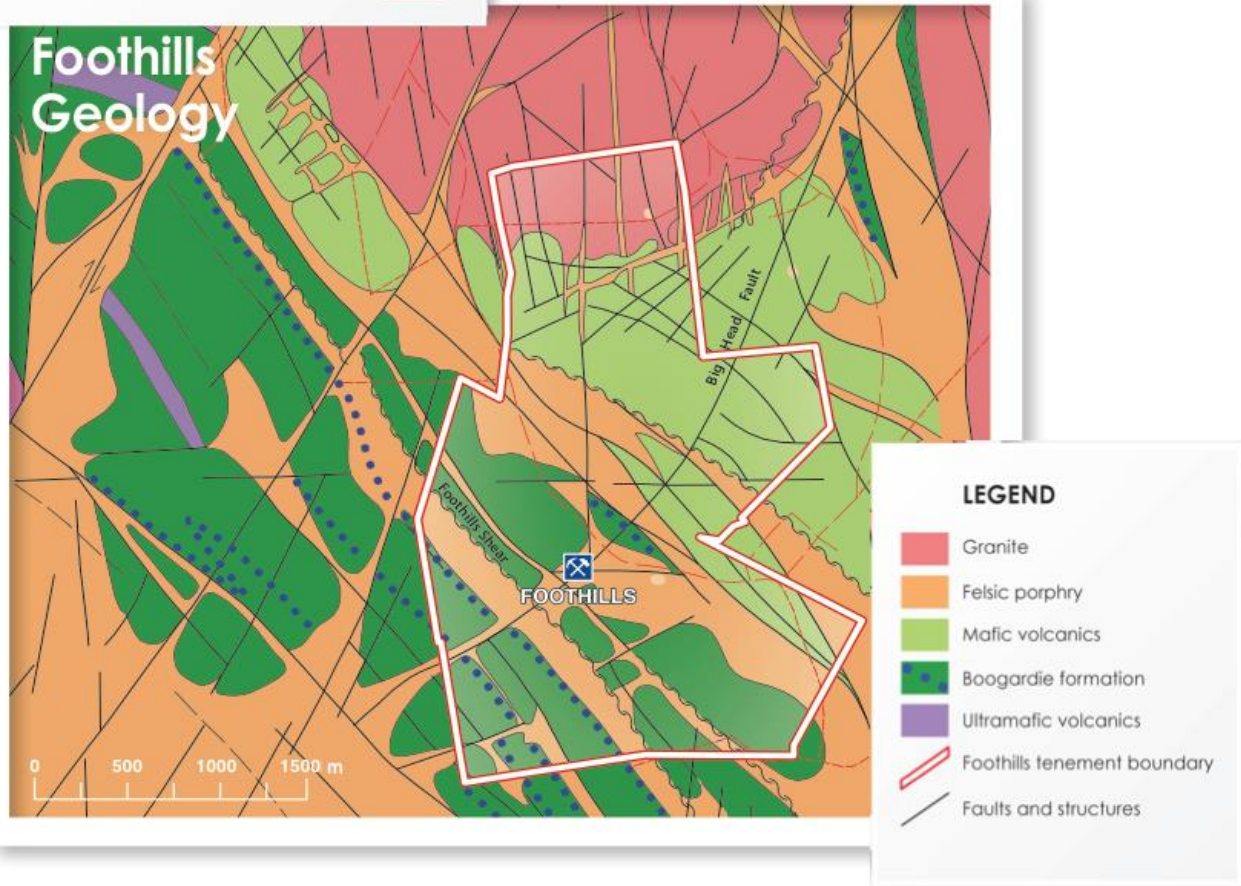 Foothills
Geology
Big Head Fault
Foothills Shear
FOOTHILLS
0 500 1000 1500 m
LEGEND
Granite
Felsic porphry
Mafic volcanics
Boogardie formation
Ultramafic volcanics
Foothills tenement boundary
Faults and structures